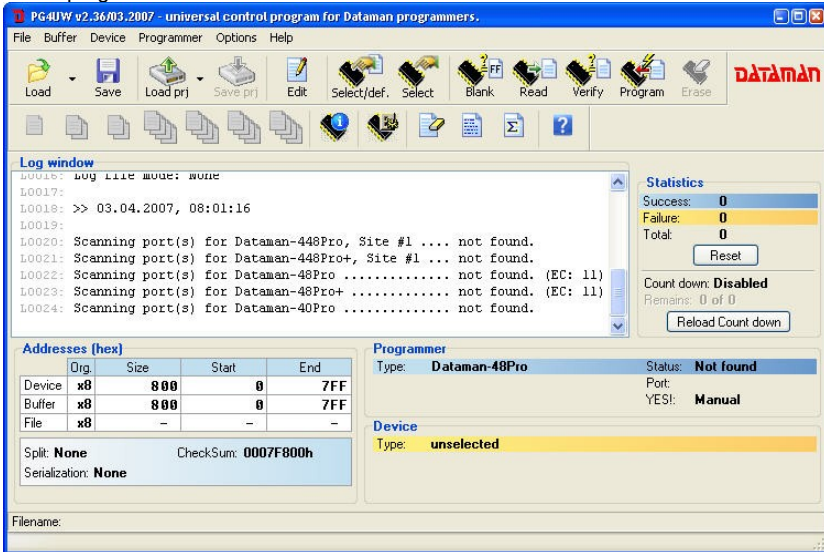 PG4UW v2.36/03.2007 - universal control program for Dataman programmers.
File Buffer Device Programmer Options Help
Load Save Load prj Save prj Edit Select/def. Select Blank Read Verify Program Erase DATAMAN
Log window
L0016: Log file mode: None
L0017:
L0018: >> 03.04.2007, 08:01:16
L0019:
L0020: Scanning port(s) for Dataman-448Pro, Site #1 .... not found.
L0021: Scanning port(s) for Dataman-448Pro+, Site #1 ... not found.
L0022: Scanning port(s) for Dataman-48Pro .............. not found. (EC: 11)
L0023: Scanning port(s) for Dataman-48Pro+ ............. not found. (EC: 11)
L0024: Scanning port(s) for Dataman-40Pro .............. not found.
Statistics
Success: 0
Failure: 0
Total: 0
Reset
Count down: Disabled
Remains: 0 of 0
Reload Count down
Addresses (hex)
Org. Size Start End
Device x8 800 0 7FF
Buffer x8 800 0 7FF
File x8 - - -
Split: None CheckSum: 0007F800h
Serialization: None
Programmer
Type: Dataman-48Pro Status: Not found
Port:
YES!: Manual
Device
Type: unselected
Filename: